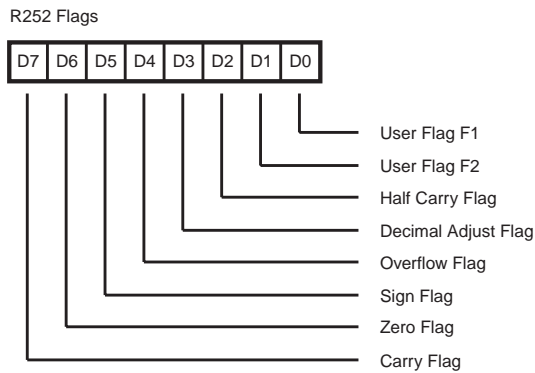 R252 Flags
D7 D6 D5 D4 D3 D2 D1 D0
User Flag F1
User Flag F2
Half Carry Flag
Decimal Adjust Flag
Overflow Flag
Sign Flag
Zero Flag
Carry Flag